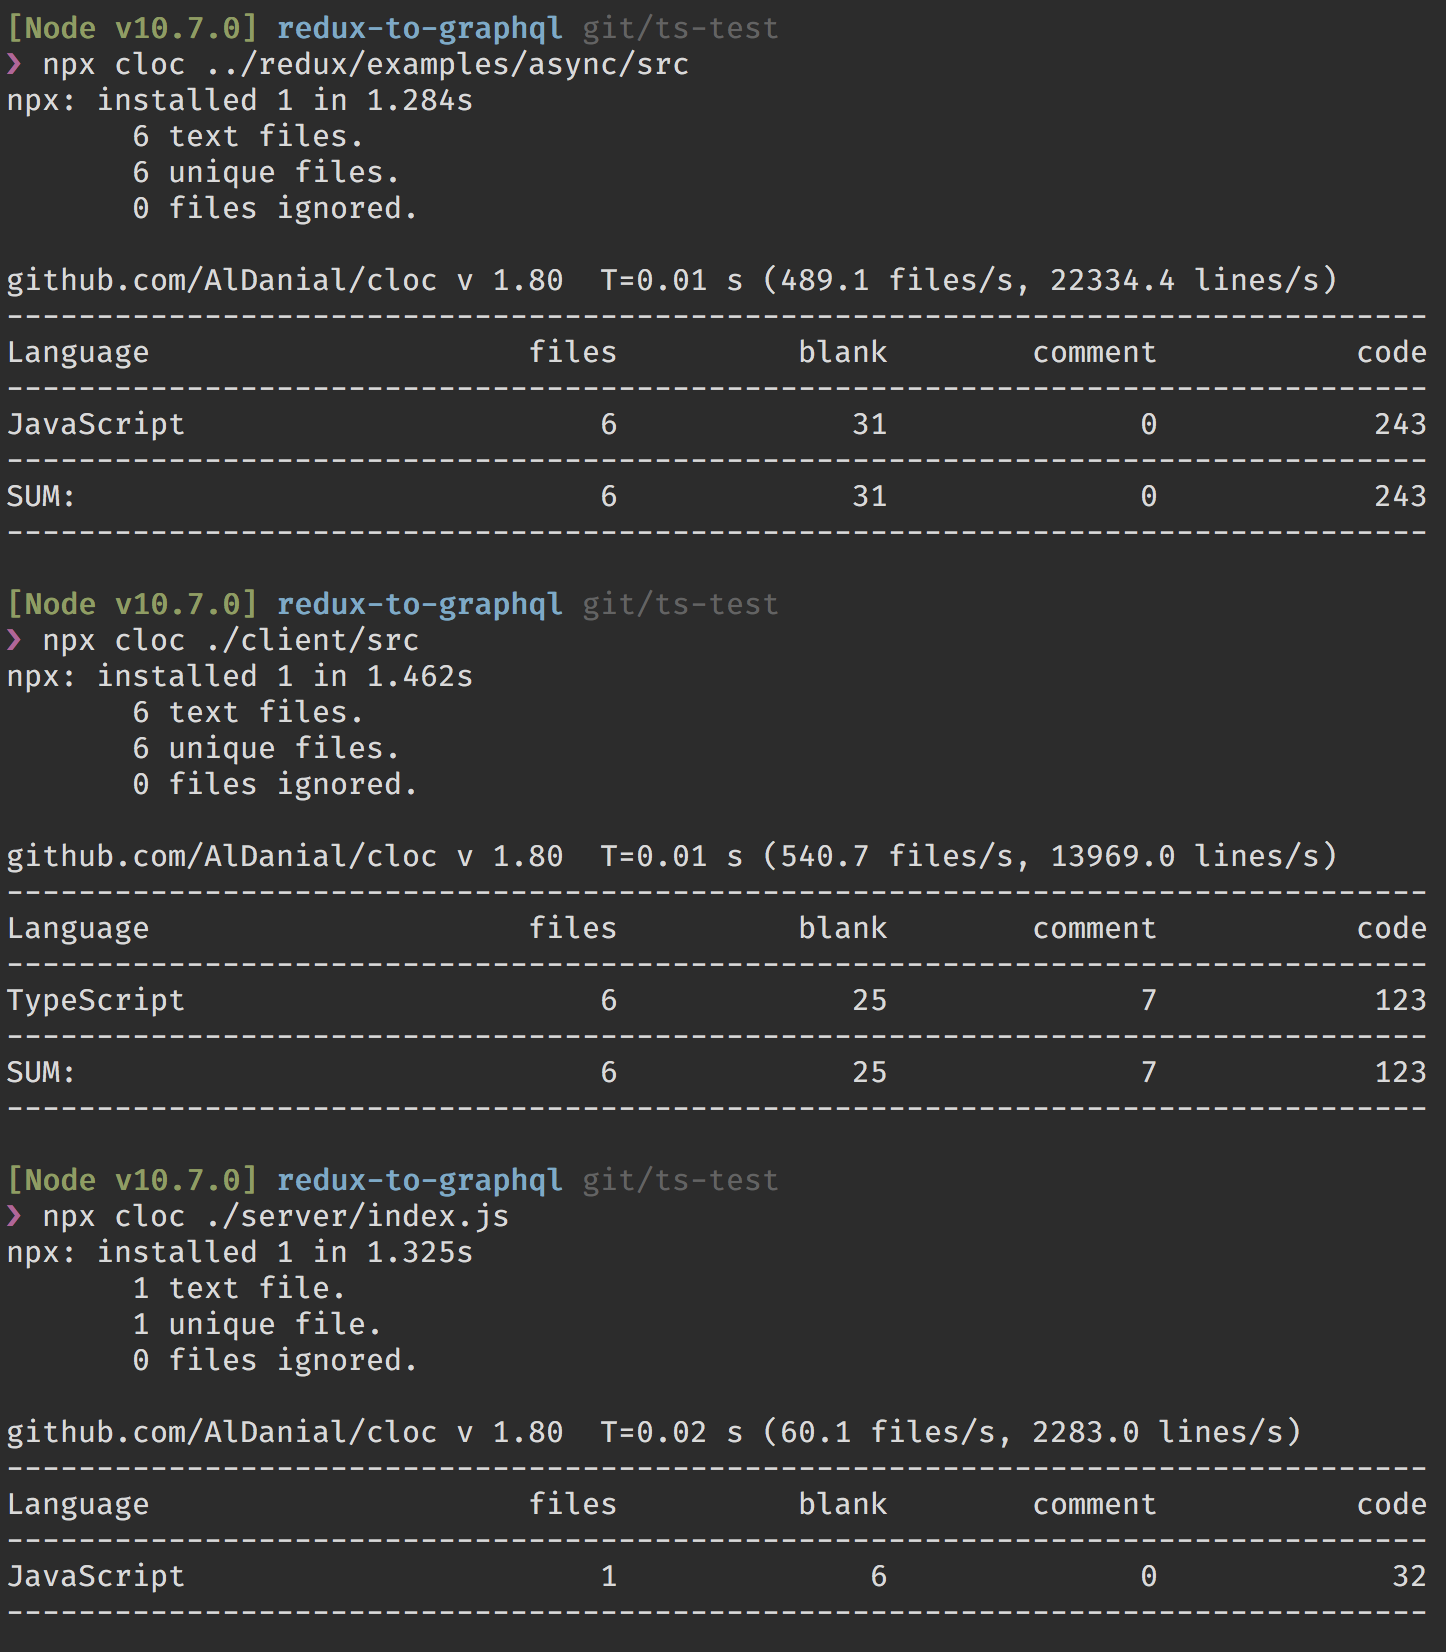 [Node v10.7.0] redux-to-graphql git/ts-test
❯ npx cloc ../redux/examples/async/src
npx: installed 1 in 1.284s
       6 text files.
       6 unique files.
       0 files ignored.

github.com/AlDanial/cloc v 1.80  T=0.01 s (489.1 files/s, 22334.4 lines/s)
-------------------------------------------------------------------------------
Language                     files          blank        comment           code
-------------------------------------------------------------------------------
JavaScript                       6             31              0            243
-------------------------------------------------------------------------------
SUM:                             6             31              0            243
-------------------------------------------------------------------------------

[Node v10.7.0] redux-to-graphql git/ts-test
❯ npx cloc ./client/src
npx: installed 1 in 1.462s
       6 text files.
       6 unique files.
       0 files ignored.

github.com/AlDanial/cloc v 1.80  T=0.01 s (540.7 files/s, 13969.0 lines/s)
-------------------------------------------------------------------------------
Language                     files          blank        comment           code
-------------------------------------------------------------------------------
TypeScript                       6             25              7            123
-------------------------------------------------------------------------------
SUM:                             6             25              7            123
-------------------------------------------------------------------------------

[Node v10.7.0] redux-to-graphql git/ts-test
❯ npx cloc ./server/index.js
npx: installed 1 in 1.325s
       1 text file.
       1 unique file.
       0 files ignored.

github.com/AlDanial/cloc v 1.80  T=0.02 s (60.1 files/s, 2283.0 lines/s)
-------------------------------------------------------------------------------
Language                     files          blank        comment           code
-------------------------------------------------------------------------------
JavaScript                       1              6              0             32
-------------------------------------------------------------------------------